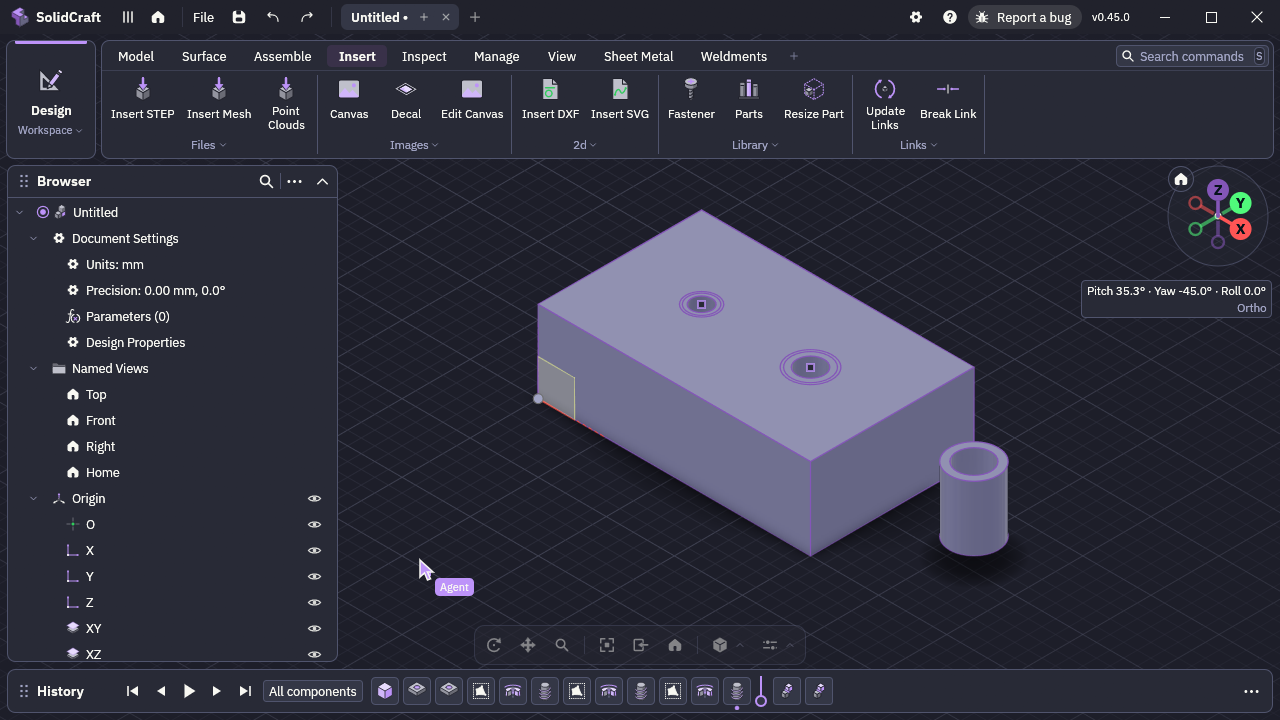 SolidCraft
File
Untitled •
Report a bug
v0.45.0
Design
Workspace
Model
Surface
Assemble
Insert
Inspect
Manage
View
Sheet Metal
Weldments
Search commands
S
Insert STEP
Insert Mesh
Point
Clouds
Files
Canvas
Decal
Edit Canvas
Images
Insert DXF
Insert SVG
2d
Fastener
Parts
Resize Part
Library
Update
Links
Break Link
Links
Browser
Untitled
Document Settings
Units: mm
Precision: 0.00 mm, 0.0°
Parameters (0)
Design Properties
Named Views
Top
Front
Right
Home
Origin
O
X
Y
Z
XY
XZ
Z
Y
X
Pitch 35.3° · Yaw -45.0° · Roll 0.0°
Ortho
Agent
History
All components